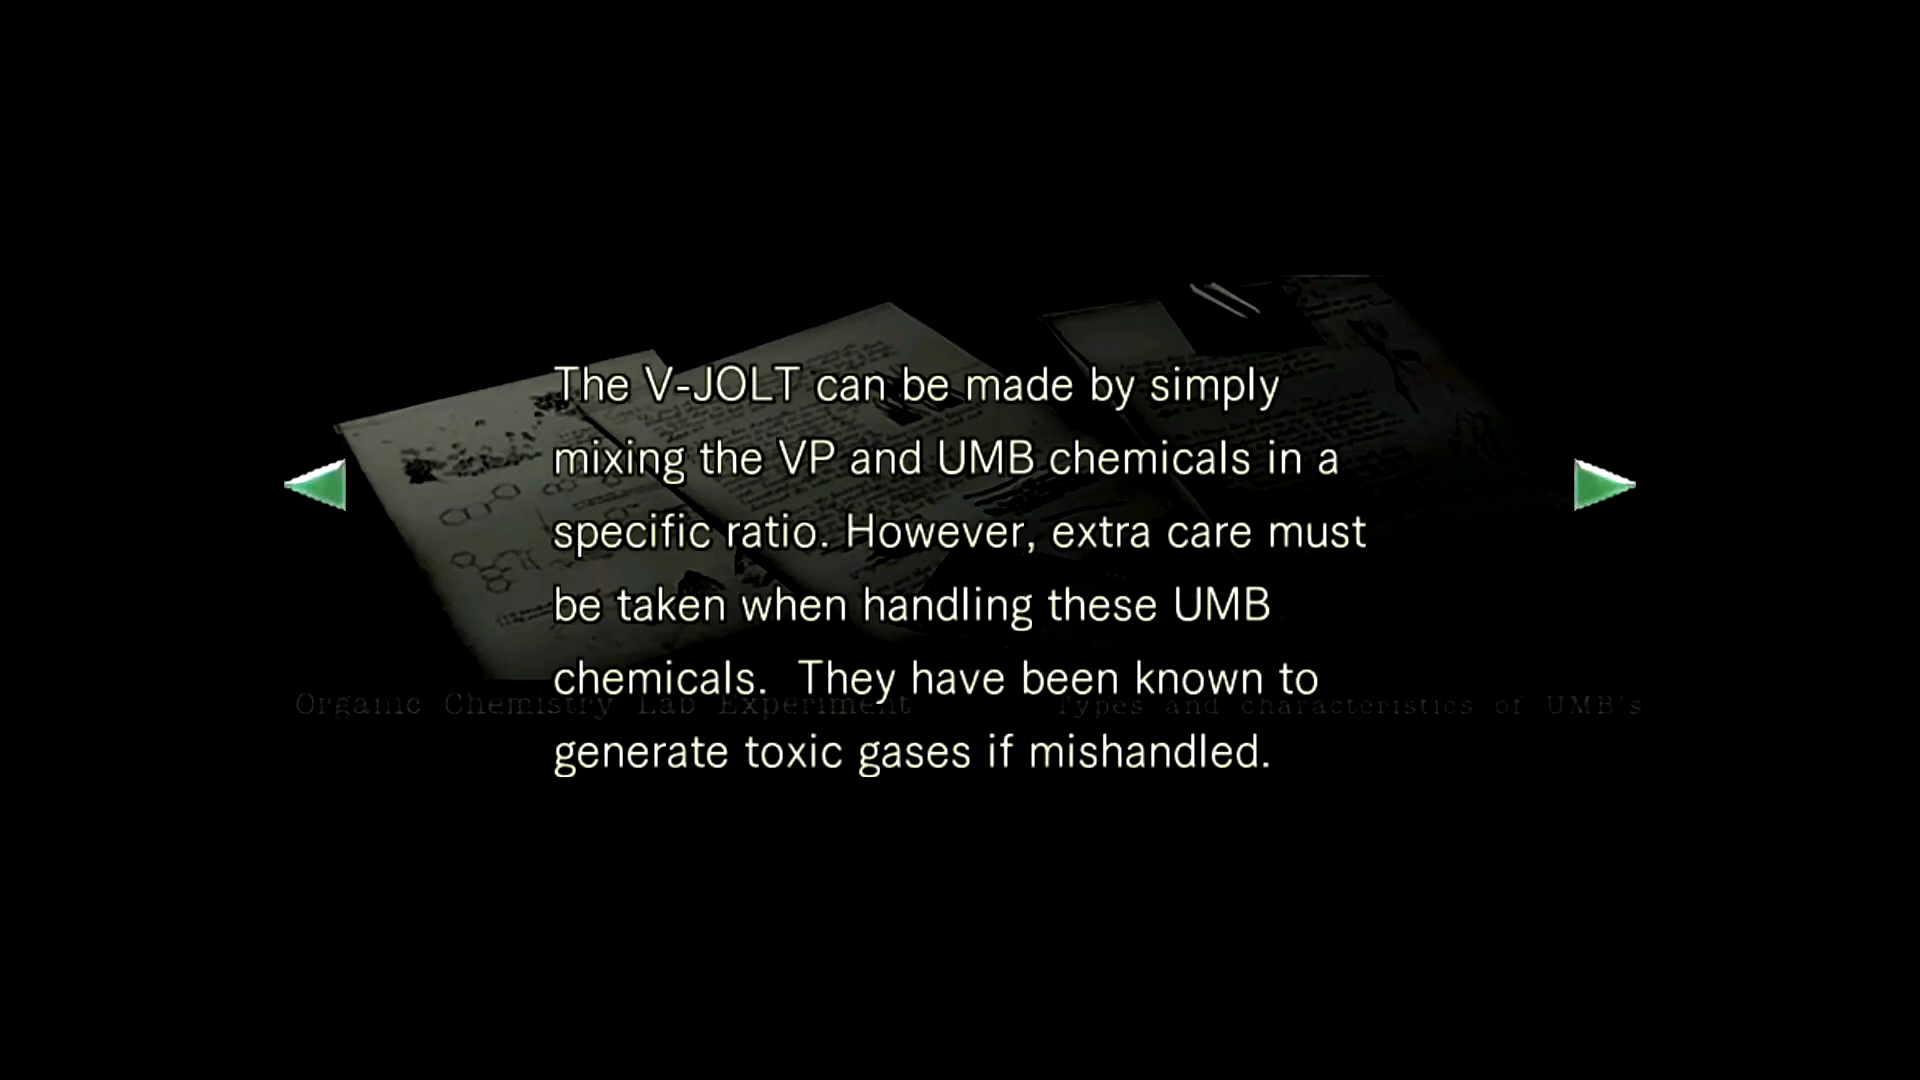 The V-JOLT can be made by simply
mixing the VP and UMB chemicals in a
specific ratio. However, extra care must
be taken when handling these UMB
chemicals.  They have been known to
Organic Chemistry Lab Experiment
Types and characteristics of UMB's
generate toxic gases if mishandled.